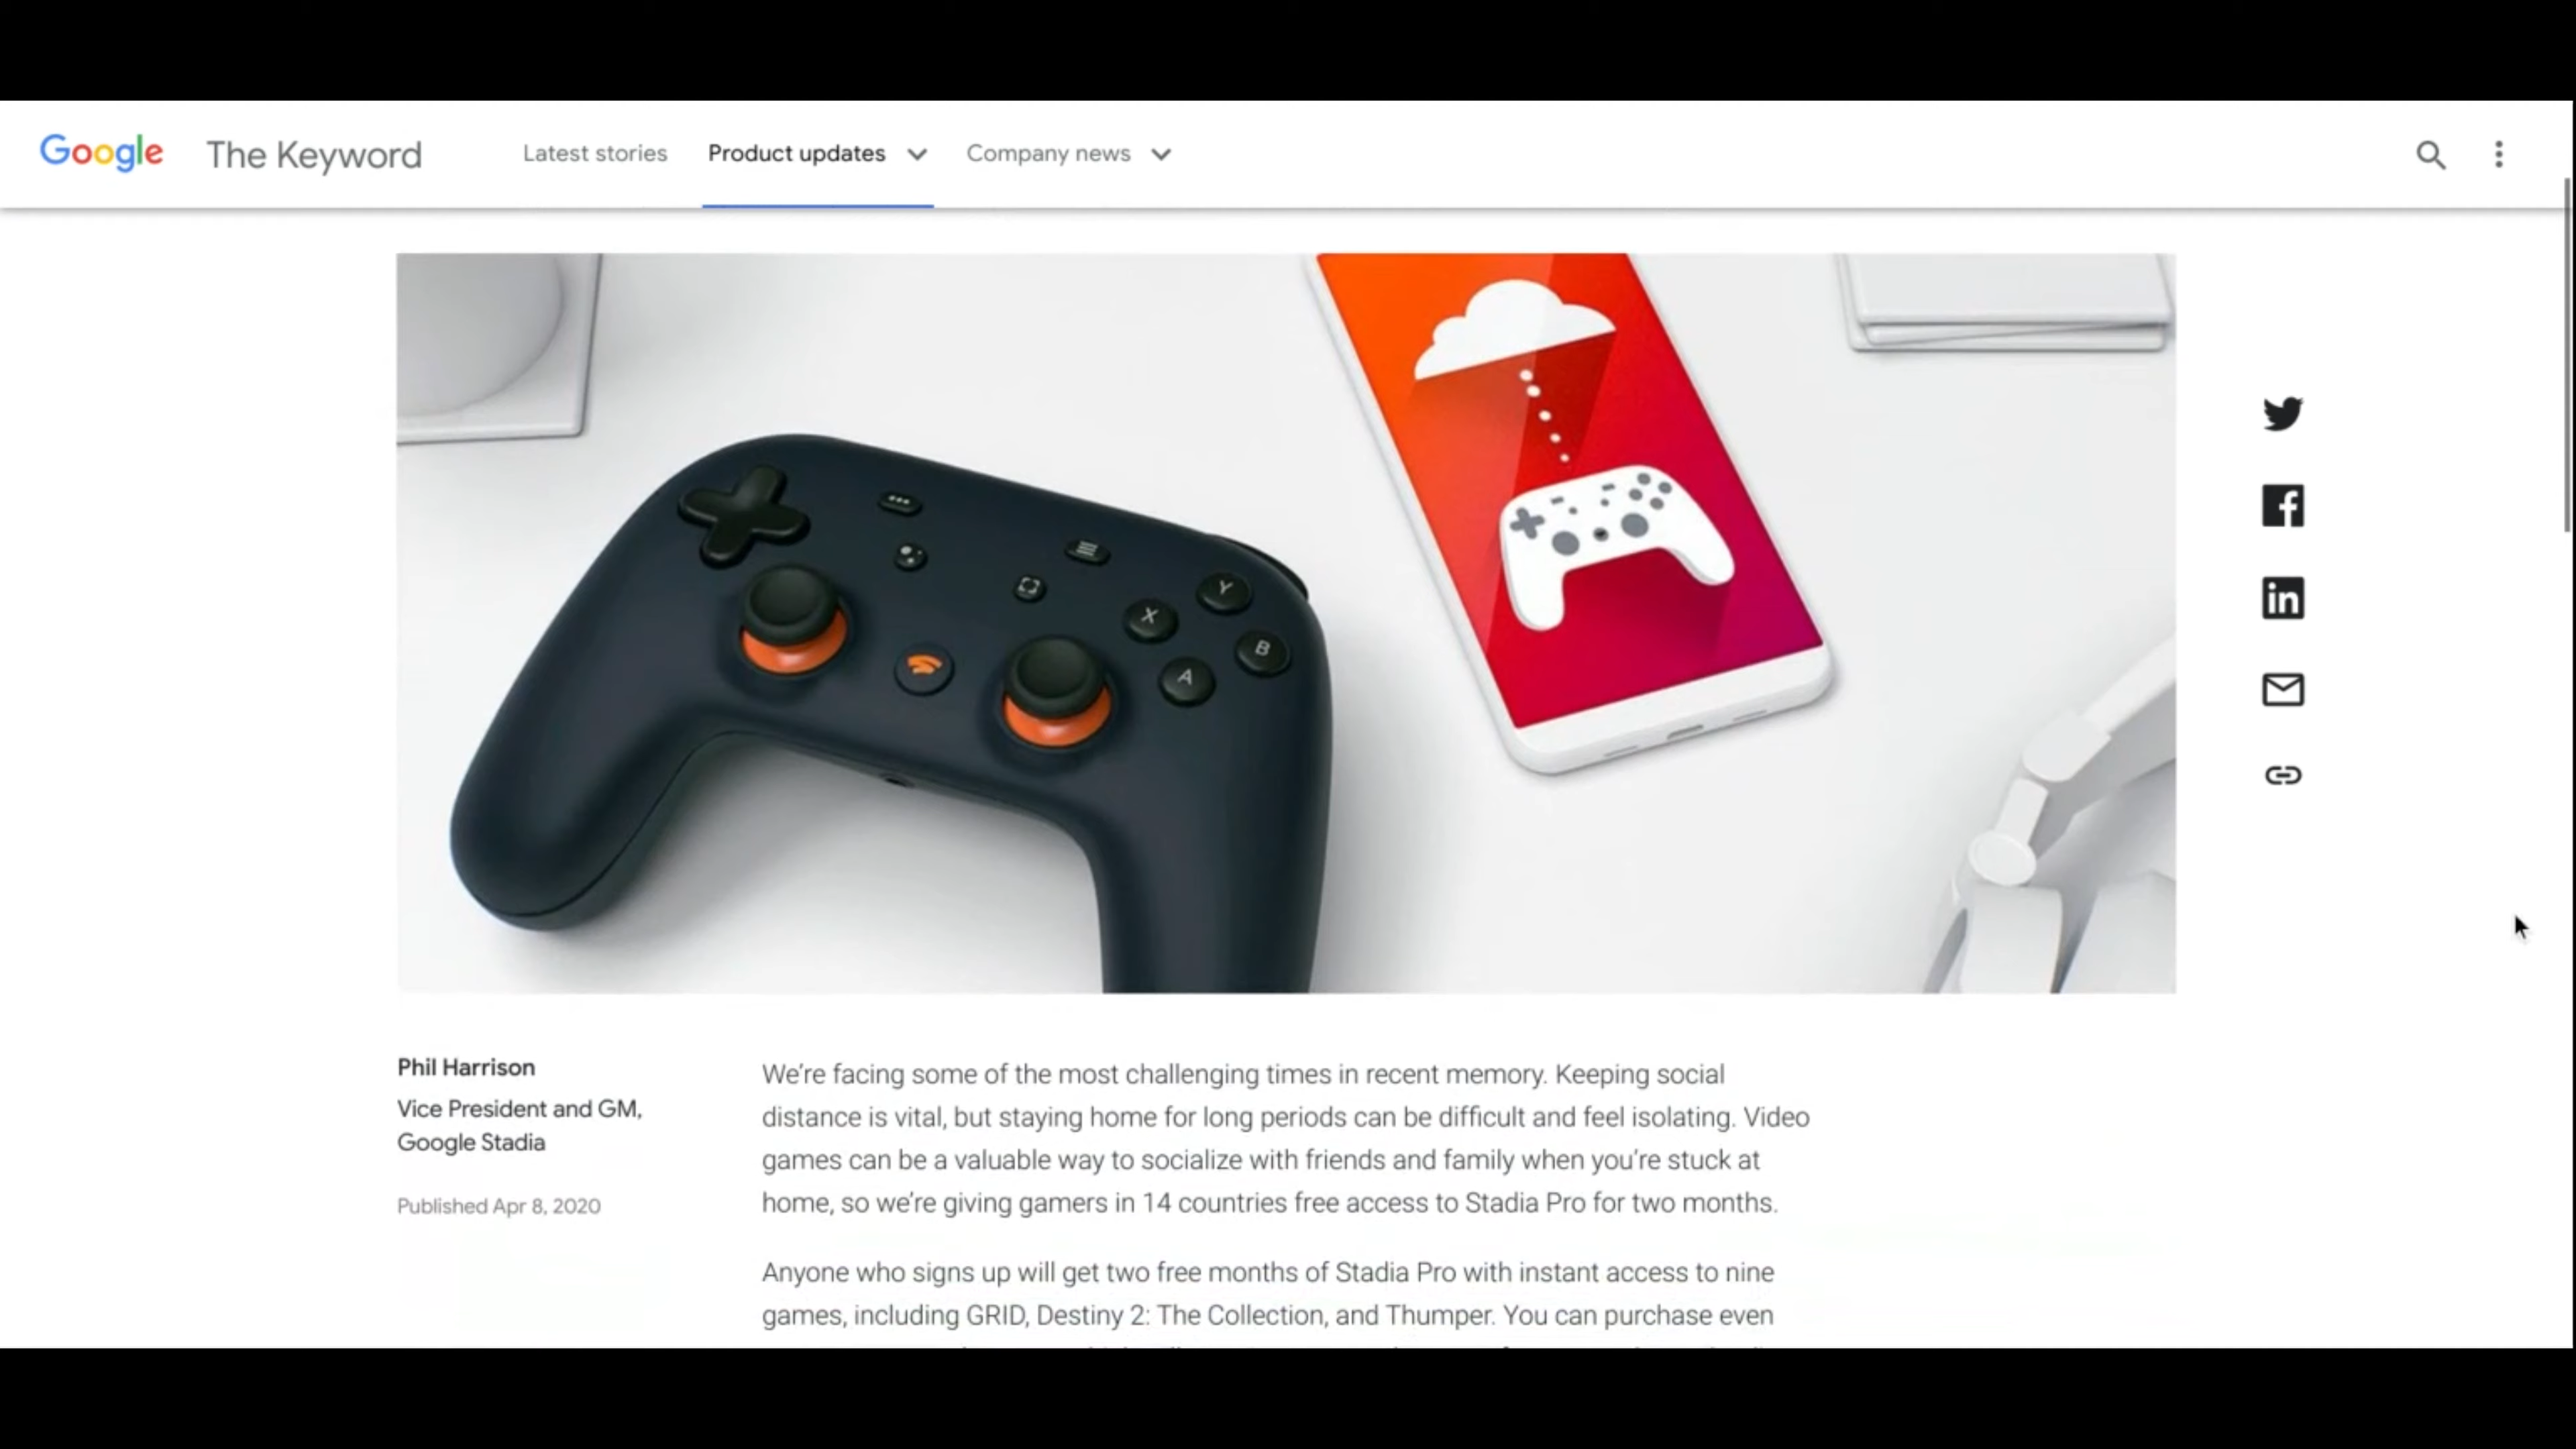 Google The Keyword Latest stories Product updates Company news
Y
X
B
A
Phil Harrison
Vice President and GM,
Google Stadia
Published Apr 8, 2020
We're facing some of the most challenging times in recent memory. Keeping social
distance is vital, but staying home for long periods can be difficult and feel isolating. Video
games can be a valuable way to socialize with friends and family when you're stuck at
home, so we're giving gamers in 14 countries free access to Stadia Pro for two months.
Anyone who signs up will get two free months of Stadia Pro with instant access to nine
games, including GRID, Destiny 2: The Collection, and Thumper. You can purchase even